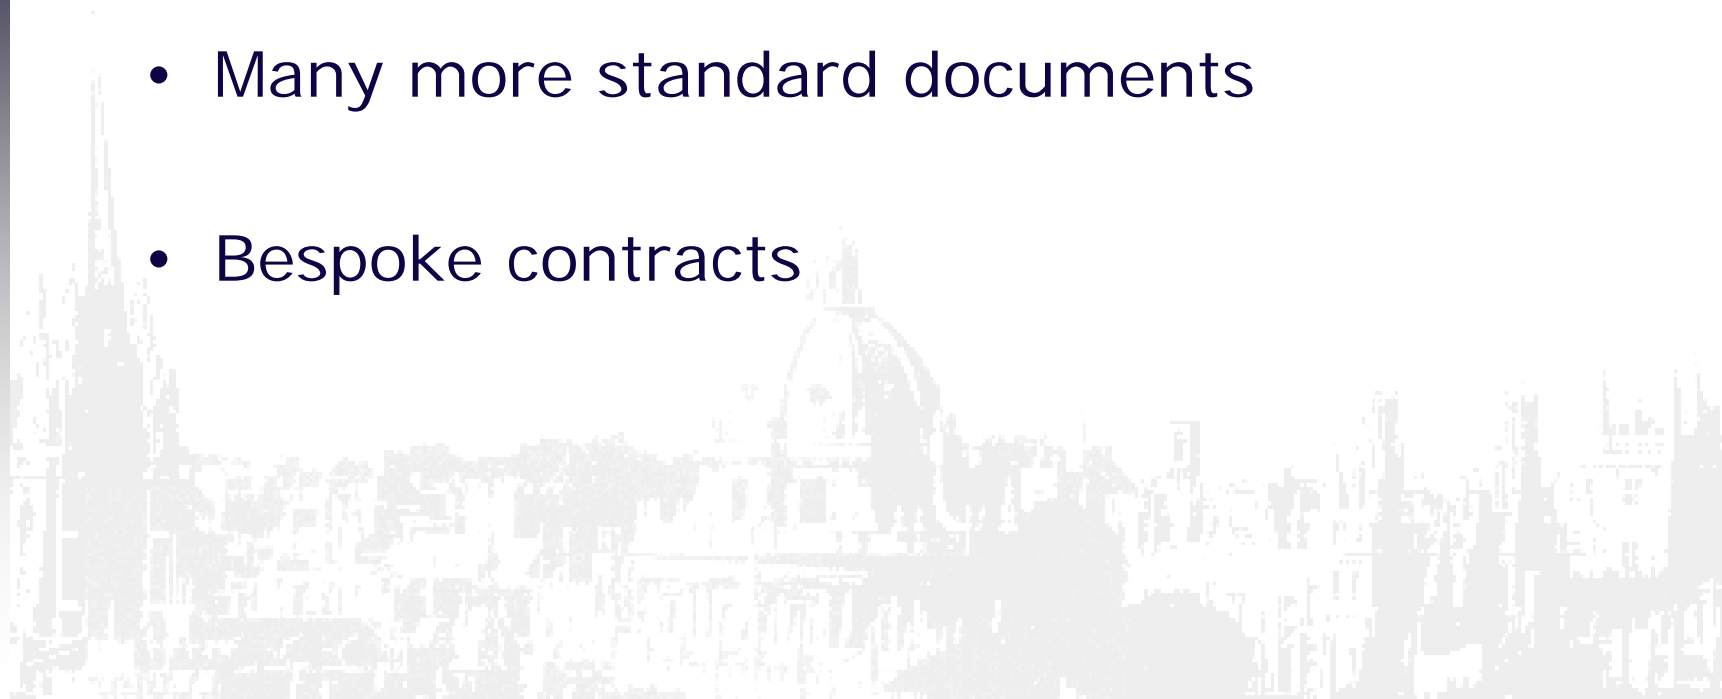 • Many more standard documents
• Bespoke contracts